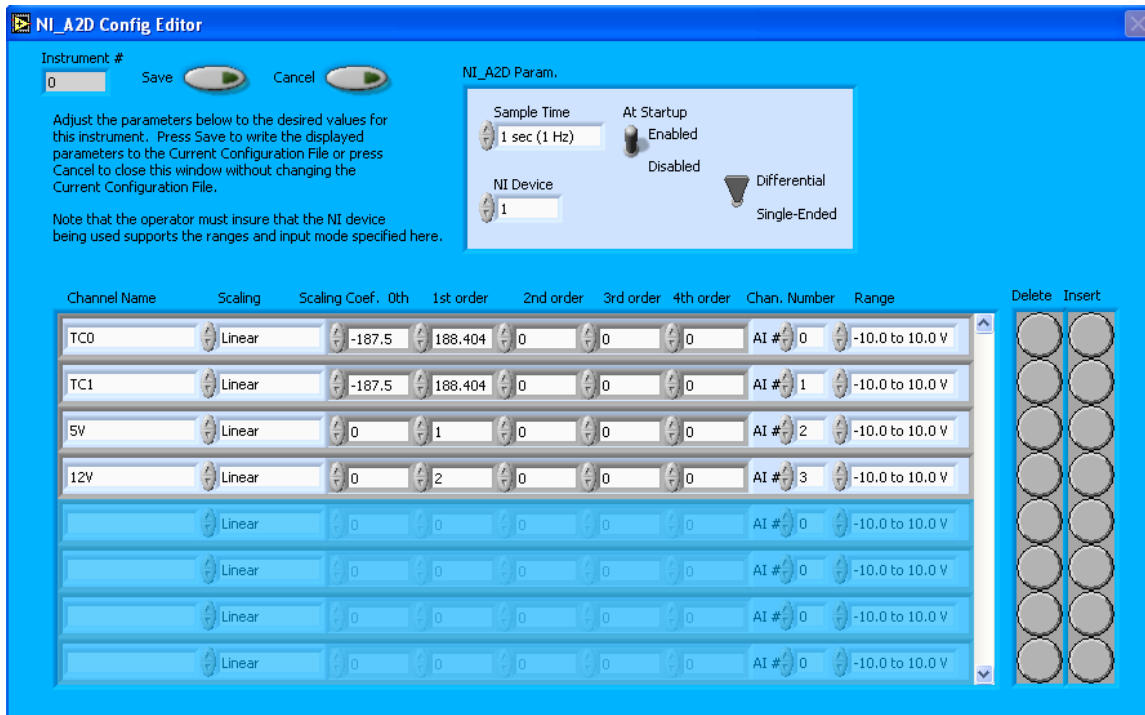 NI_A2D Config Editor
Instrument #
0
Save
Cancel
Adjust the parameters below to the desired values for
this instrument. Press Save to write the displayed
parameters to the Current Configuration File or press
Cancel to close this window without changing the
Current Configuration File.
Note that the operator must insure that the NI device
being used supports the ranges and input mode specified here.
NI_A2D Param.
Sample Time
1 sec (1 Hz)
At Startup
Enabled
Disabled
NI Device
1
Differential
Single-Ended
Channel Name Scaling Scaling Coef. 0th 1st order 2nd order 3rd order 4th order Chan. Number Range Delete Insert
TC0 Linear -187.5 188.404 0 0 0 AI # 0 -10.0 to 10.0 V
TC1 Linear -187.5 188.404 0 0 0 AI # 1 -10.0 to 10.0 V
5V Linear 0 1 0 0 0 AI # 2 -10.0 to 10.0 V
12V Linear 0 2 0 0 0 AI # 3 -10.0 to 10.0 V
Linear 0 0 0 0 0 AI # 0 -10.0 to 10.0 V
Linear 0 0 0 0 0 AI # 0 -10.0 to 10.0 V
Linear 0 0 0 0 0 AI # 0 -10.0 to 10.0 V
Linear 0 0 0 0 0 AI # 0 -10.0 to 10.0 V